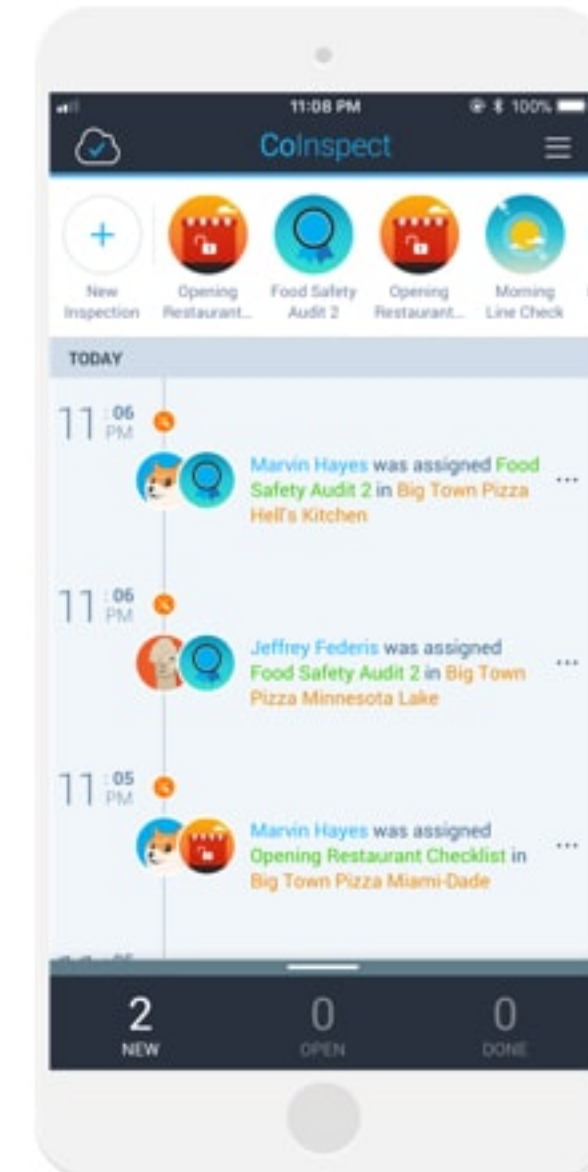 11:08 PM
100%
CoInspect
New
Inspection
Opening
Restaurant...
Food Safety
Audit 2
Opening
Restaurant...
Morning
Line Check
TODAY
11 : 06
PM
Marvin Hayes was assigned Food
Safety Audit 2 in Big Town Pizza
Hell's Kitchen
11 : 06
PM
Jeffrey Federis was assigned
Food Safety Audit 2 in Big Town
Pizza Minnesota Lake
11 : 05
PM
Marvin Hayes was assigned
Opening Restaurant Checklist in
Big Town Pizza Miami-Dade
2
NEW
0
OPEN
0
DONE